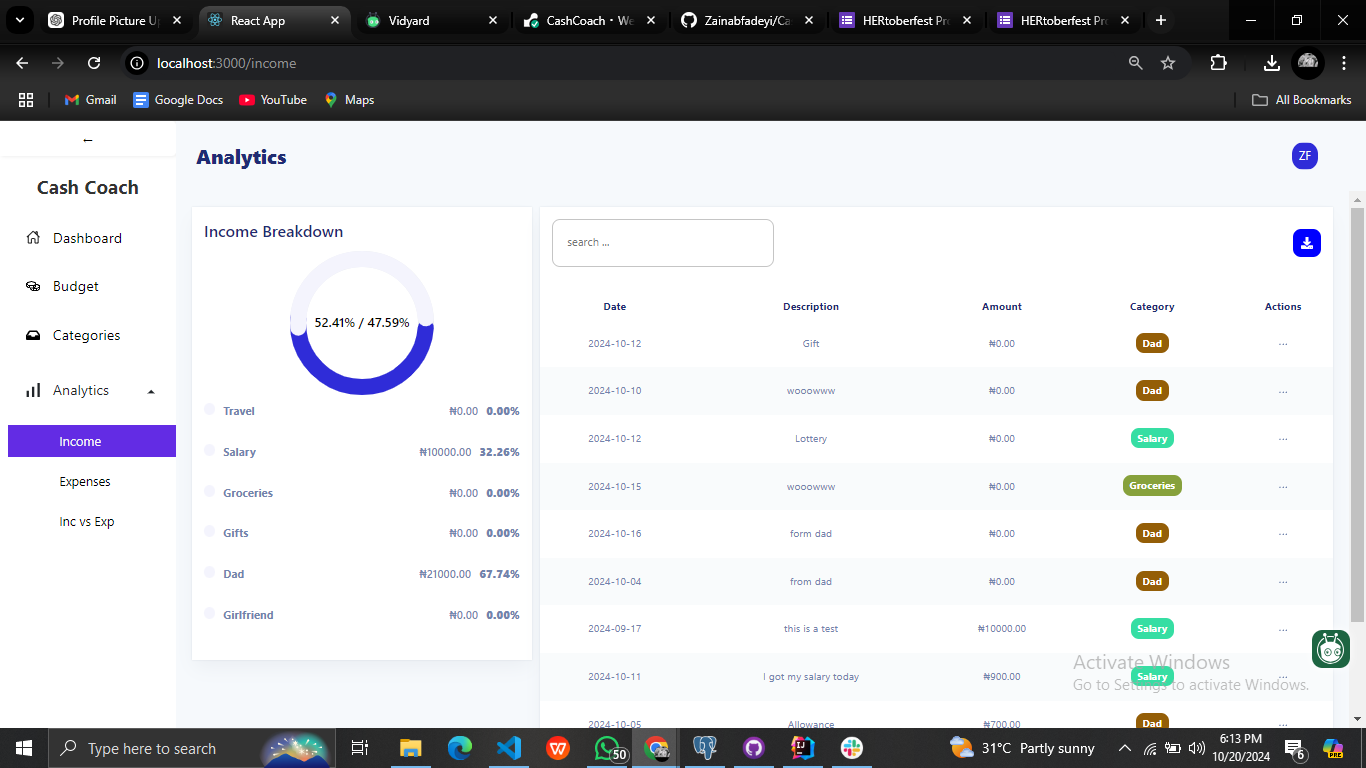 Profile Picture U
React App
Vidyard
CashCoach · We
Zainabfadeyi/Ca
HERtoberfest Pr
HERtoberfest Pr
localhost:3000/income
Gmail
Google Docs
YouTube
Maps
All Bookmarks
←
Cash Coach
Dashboard
Budget
Categories
Analytics
Income
Expenses
Inc vs Exp
Analytics
ZF
Income Breakdown
52.41% / 47.59%
Travel ₦0.00 0.00%
Salary ₦10000.00 32.26%
Groceries ₦0.00 0.00%
Gifts ₦0.00 0.00%
Dad ₦21000.00 67.74%
Girlfriend ₦0.00 0.00%
search ...
Date Description Amount Category Actions
2024-10-12 Gift ₦0.00 Dad ...
2024-10-10 wooowww ₦0.00 Dad ...
2024-10-12 Lottery ₦0.00 Salary ...
2024-10-15 wooowww ₦0.00 Groceries ...
2024-10-16 form dad ₦0.00 Dad ...
2024-10-04 from dad ₦0.00 Dad ...
2024-09-17 this is a test ₦10000.00 Salary ...
2024-10-11 I got my salary today ₦900.00 Salary
2024-10-05 Allowance ₦700.00 Dad ...
Activate Windows
Go to Settings to activate Windows.
Type here to search
50
31°C Partly sunny
6:13 PM
10/20/2024
6
PRE